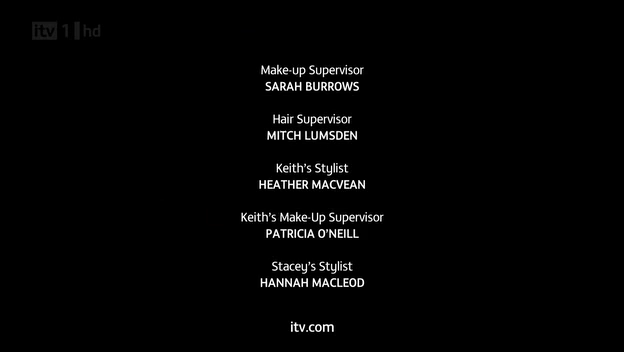 itv 1 hd
Make-up Supervisor
SARAH BURROWS
Hair Supervisor
MITCH LUMSDEN
Keith's Stylist
HEATHER MACVEAN
Keith's Make-Up Supervisor
PATRICIA O'NEILL
Stacey's Stylist
HANNAH MACLEOD
itv.com